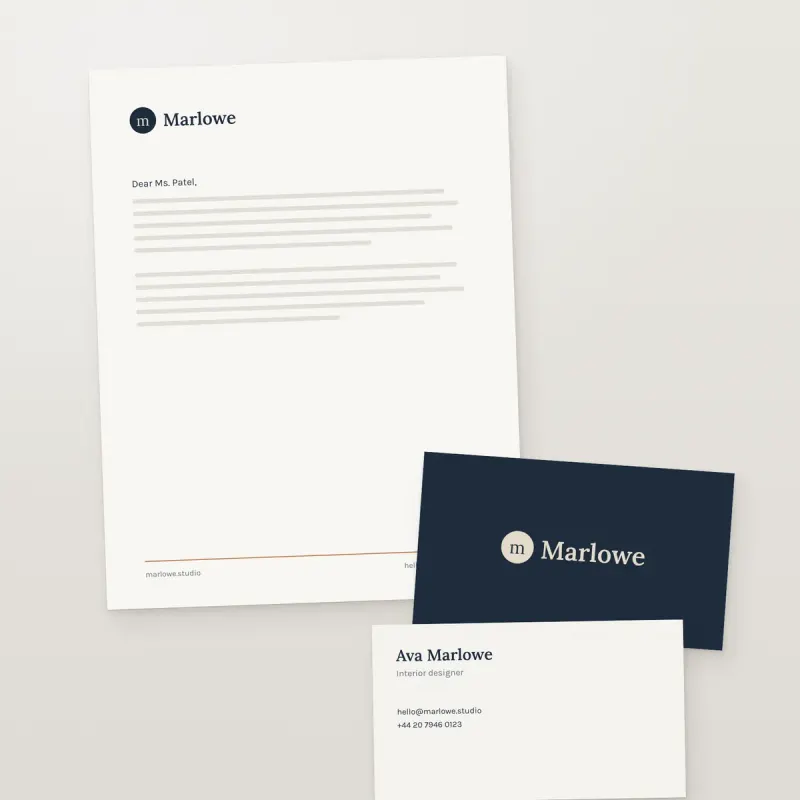 m Marlowe
Dear Ms. Patel,
marlowe.studio
m Marlowe
Ava Marlowe
Interior designer
hello@marlowe.studio
+44 20 7946 0123